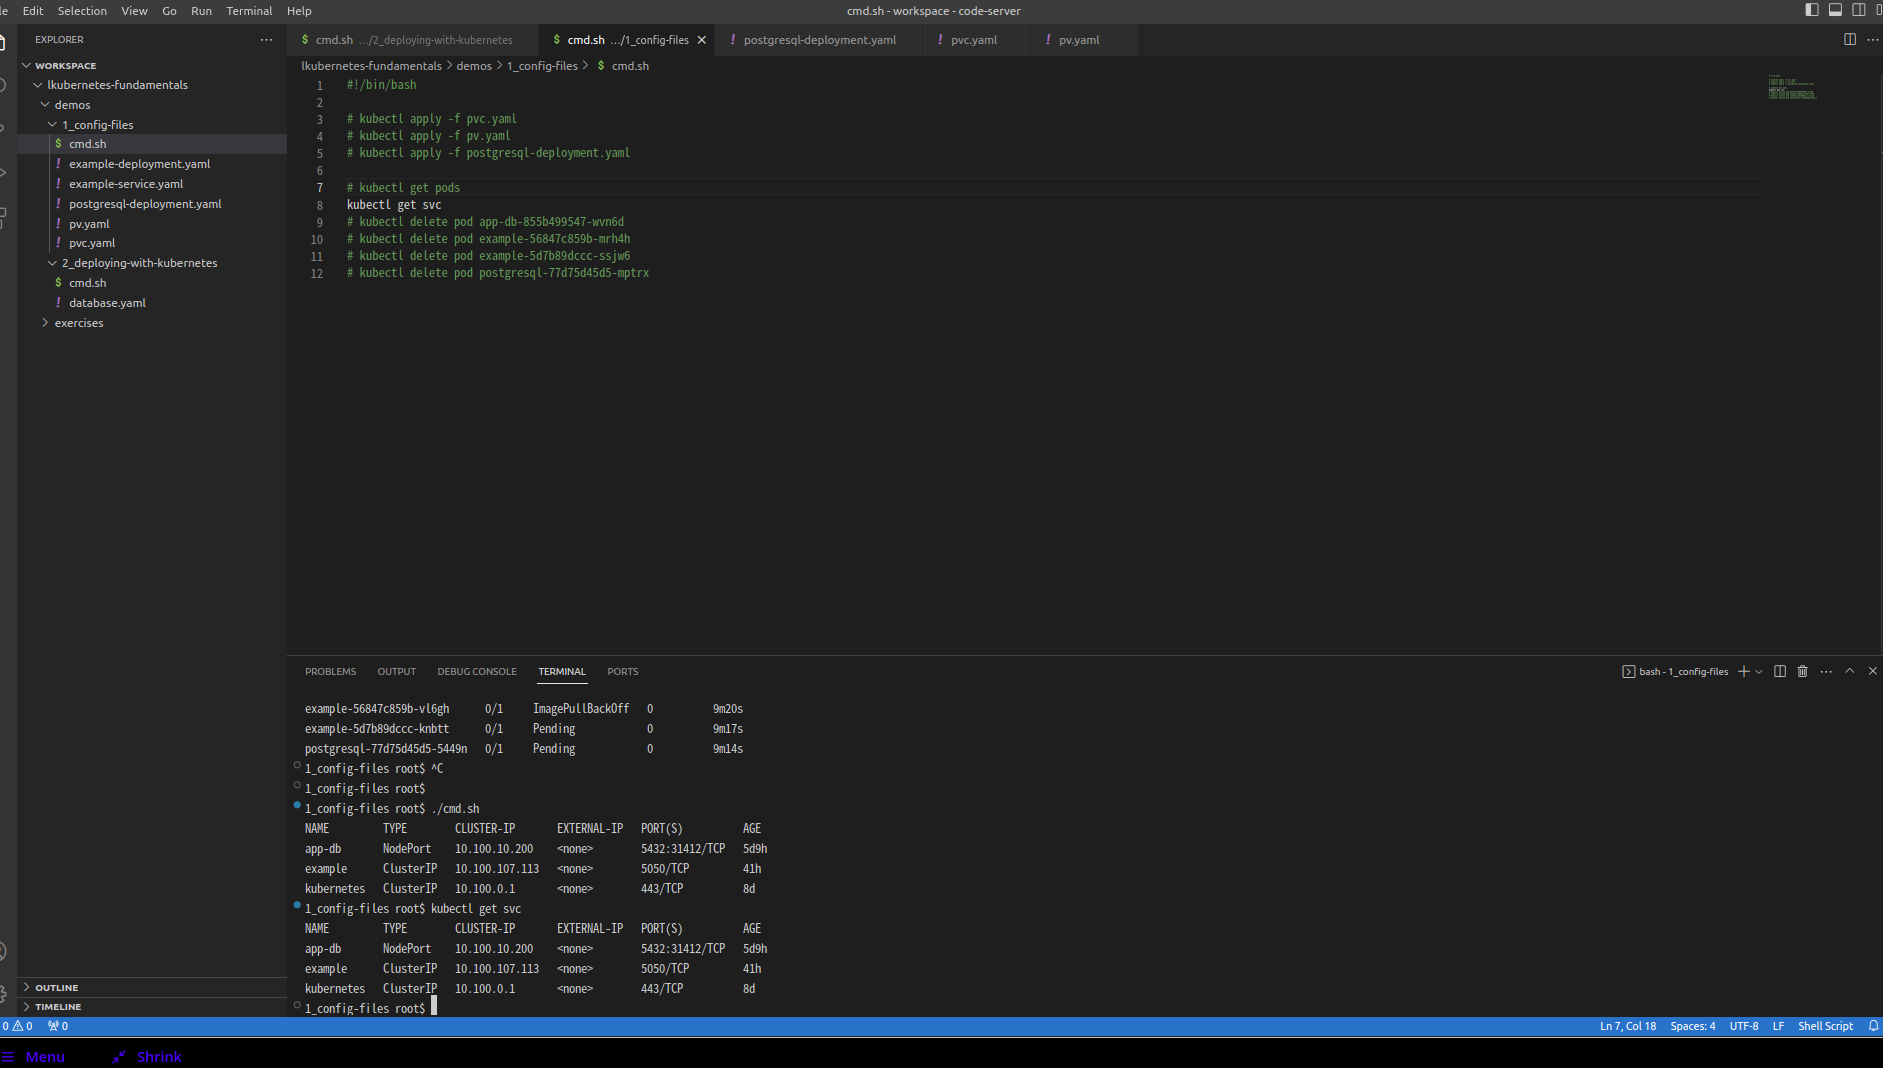 Edit Selection View Go Run Terminal Help
cmd.sh - workspace - code-server
EXPLORER
WORKSPACE
lkubernetes-fundamentals
demos
1_config-files
$ cmd.sh
! example-deployment.yaml
! example-service.yaml
! postgresql-deployment.yaml
! pv.yaml
! pvc.yaml
2_deploying-with-kubernetes
$ cmd.sh
! database.yaml
exercises
OUTLINE
TIMELINE
$ cmd.sh .../2_deploying-with-kubernetes
$ cmd.sh .../1_config-files
! postgresql-deployment.yaml
! pvc.yaml
! pv.yaml
lkubernetes-fundamentals > demos > 1_config-files > $ cmd.sh
1 #!/bin/bash
2
3 # kubectl apply -f pvc.yaml
4 # kubectl apply -f pv.yaml
5 # kubectl apply -f postgresql-deployment.yaml
6
7 # kubectl get pods
8 kubectl get svc
9 # kubectl delete pod app-db-855b499547-wvn6d
10 # kubectl delete pod example-56847c859b-mrh4h
11 # kubectl delete pod example-5d7b89dccc-ssjw6
12 # kubectl delete pod postgresql-77d75d45d5-mptrx
PROBLEMS OUTPUT DEBUG CONSOLE TERMINAL PORTS
bash - 1_config-files
example-56847c859b-vl6gh 0/1 ImagePullBackOff 0 9m20s
example-5d7b89dccc-knbtt 0/1 Pending 0 9m17s
postgresql-77d75d45d5-5449n 0/1 Pending 0 9m14s
1_config-files root$ ^C
1_config-files root$
1_config-files root$ ./cmd.sh
NAME TYPE CLUSTER-IP EXTERNAL-IP PORT(S) AGE
app-db NodePort 10.100.10.200 <none> 5432:31412/TCP 5d9h
example ClusterIP 10.100.107.113 <none> 5050/TCP 41h
kubernetes ClusterIP 10.100.0.1 <none> 443/TCP 8d
1_config-files root$ kubectl get svc
NAME TYPE CLUSTER-IP EXTERNAL-IP PORT(S) AGE
app-db NodePort 10.100.10.200 <none> 5432:31412/TCP 5d9h
example ClusterIP 10.100.107.113 <none> 5050/TCP 41h
kubernetes ClusterIP 10.100.0.1 <none> 443/TCP 8d
1_config-files root$
0 0 0
Ln 7, Col 18 Spaces: 4 UTF-8 LF Shell Script
Menu Shrink